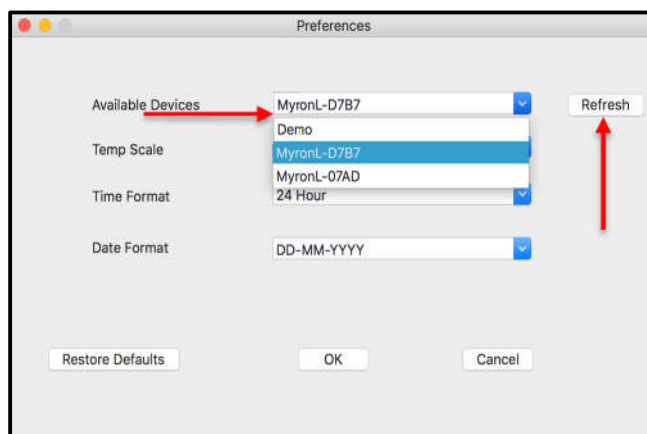 Preferences
Available Devices MyronL-D7B7 Refresh
Demo
Temp Scale MyronL-D7B7
MyronL-07AD
Time Format 24 Hour
Date Format DD-MM-YYYY
Restore Defaults OK Cancel